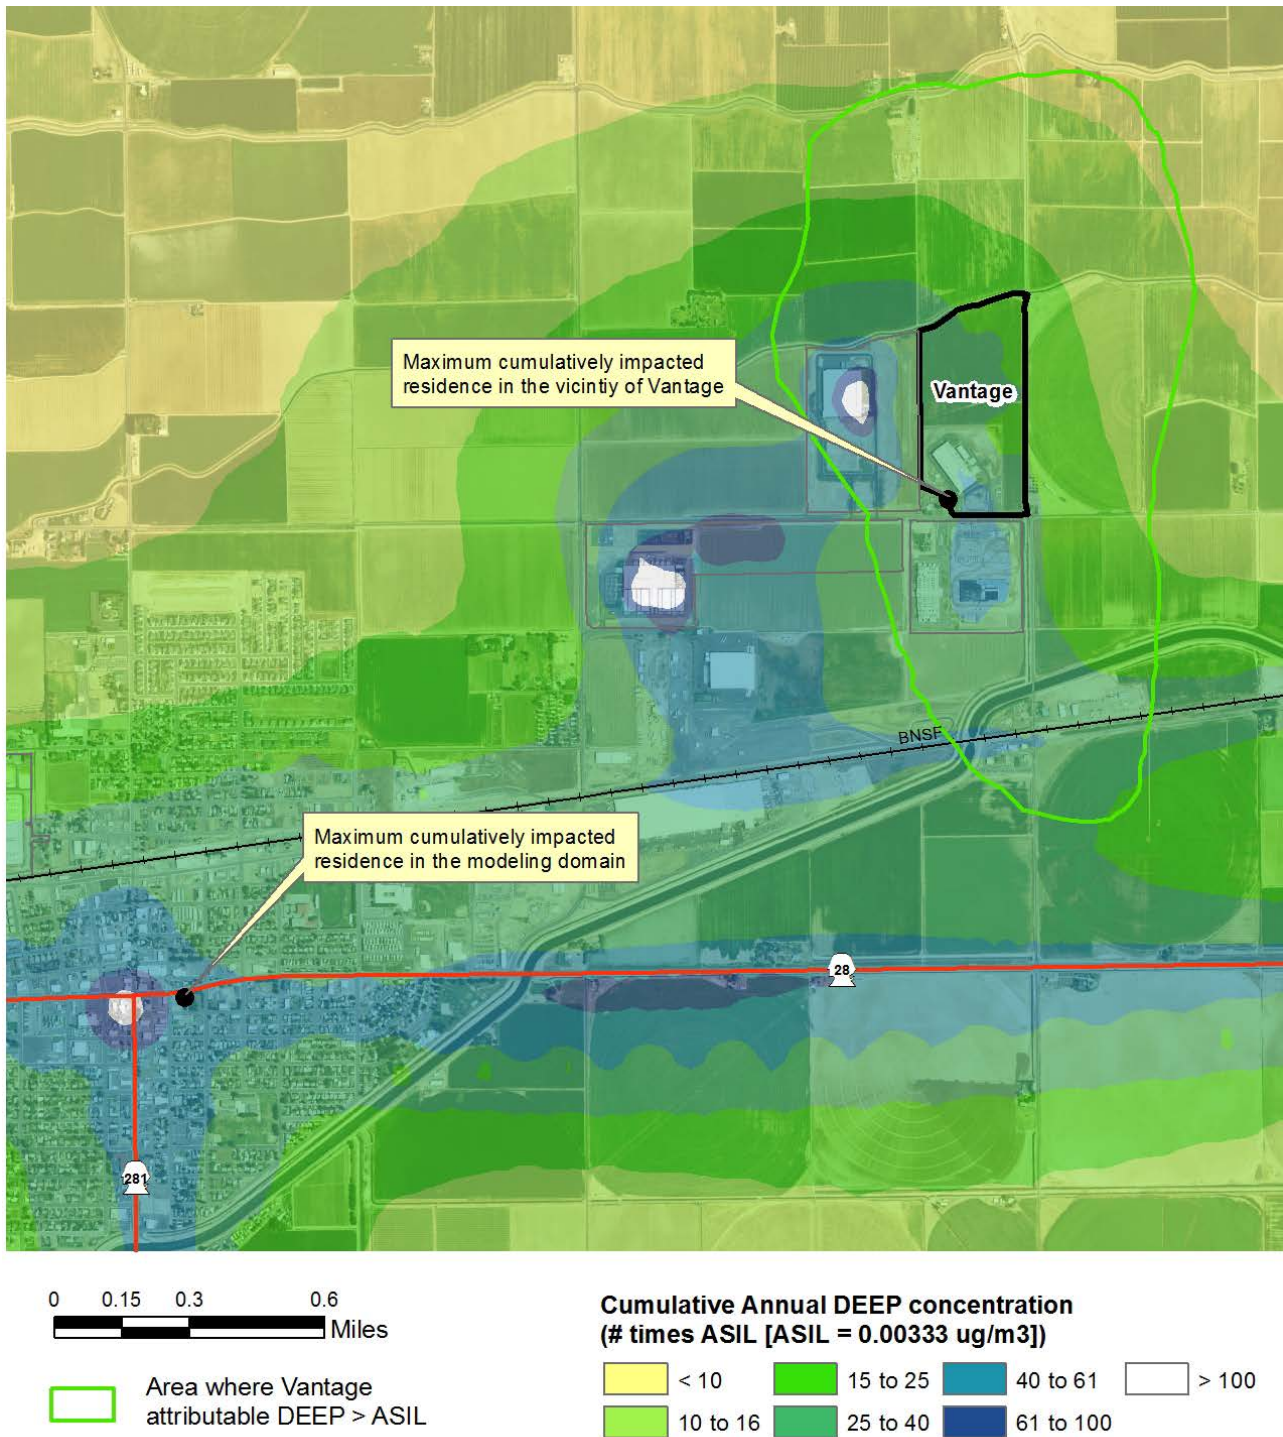 Maximum cumulatively impacted
residence in the vicintiy of Vantage
Vantage
BNSF
Maximum cumulatively impacted
residence in the modeling domain
28
281
0 0.15 0.3 0.6
Miles
Area where Vantage
attributable DEEP > ASIL
Cumulative Annual DEEP concentration
(# times ASIL [ASIL = 0.00333 ug/m3])
< 10 15 to 25 40 to 61 > 100
10 to 16 25 to 40 61 to 100